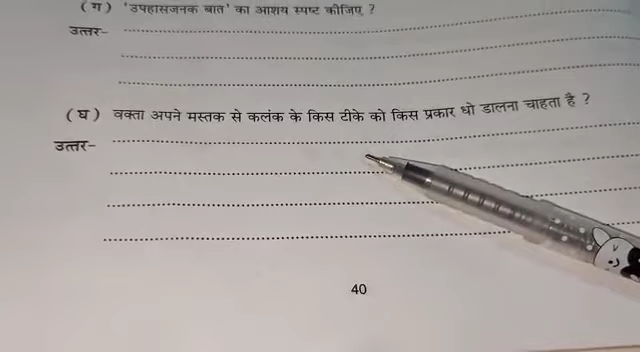 (ग) 'उपहासजनक बात' का आशय स्पष्ट कीजिए ?
उत्तर–
(घ) वक्ता अपने मस्तक से कलंक के किस टीके को किस प्रकार धो डालना चाहता है ?
उत्तर–
40